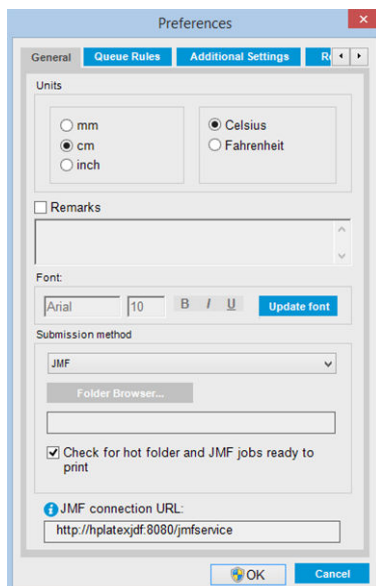 Preferences
General Queue Rules Additional Settings
Units
mm
cm
inch
Celsius
Fahrenheit
Remarks
Font:
Arial 10 B I U Update font
Submission method
JMF
Folder Browser...
Check for hot folder and JMF jobs ready to
print
JMF connection URL:
http://hplatexjdf:8080/jmfservice
OK Cancel